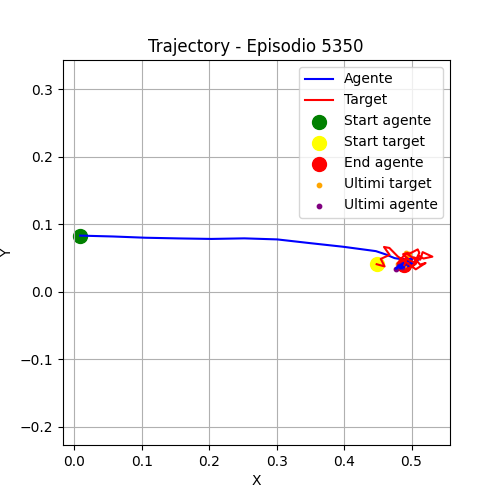 Trajectory - Episodio 5350
Agente
Target
Start agente
Start target
End agente
Ultimi target
Ultimi agente
0.3
0.2
0.1
0.0
−0.1
−0.2
Y
0.0
0.1
0.2
0.3
0.4
0.5
X